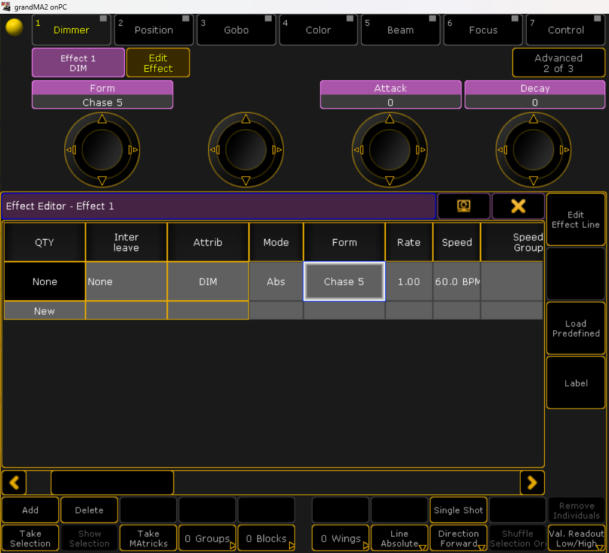 grandMA2 onPC
1 Dimmer
2 Position
3 Gobo
4 Color
5 Beam
6 Focus
7 Control
Effect 1
DIM
Edit
Effect
Advanced
2 of 3
Form
Chase 5
Attack
0
Decay
0
Effect Editor - Effect 1
Edit
Effect Line
QTY
Inter
leave
Attrib
Mode
Form
Rate
Speed
Speed
Group
None
None
DIM
Abs
Chase 5
1.00
60.0 BPM
New
Load
Predefined
Label
Add
Delete
Single Shot
Remove
Individuals
Take
Selection
Show
Selection
Take
MAtricks
0 Groups
0 Blocks
0 Wings
Line
Absolute
Direction
Forward
Shuffle
Selection Or
Val. Readout
Low/High